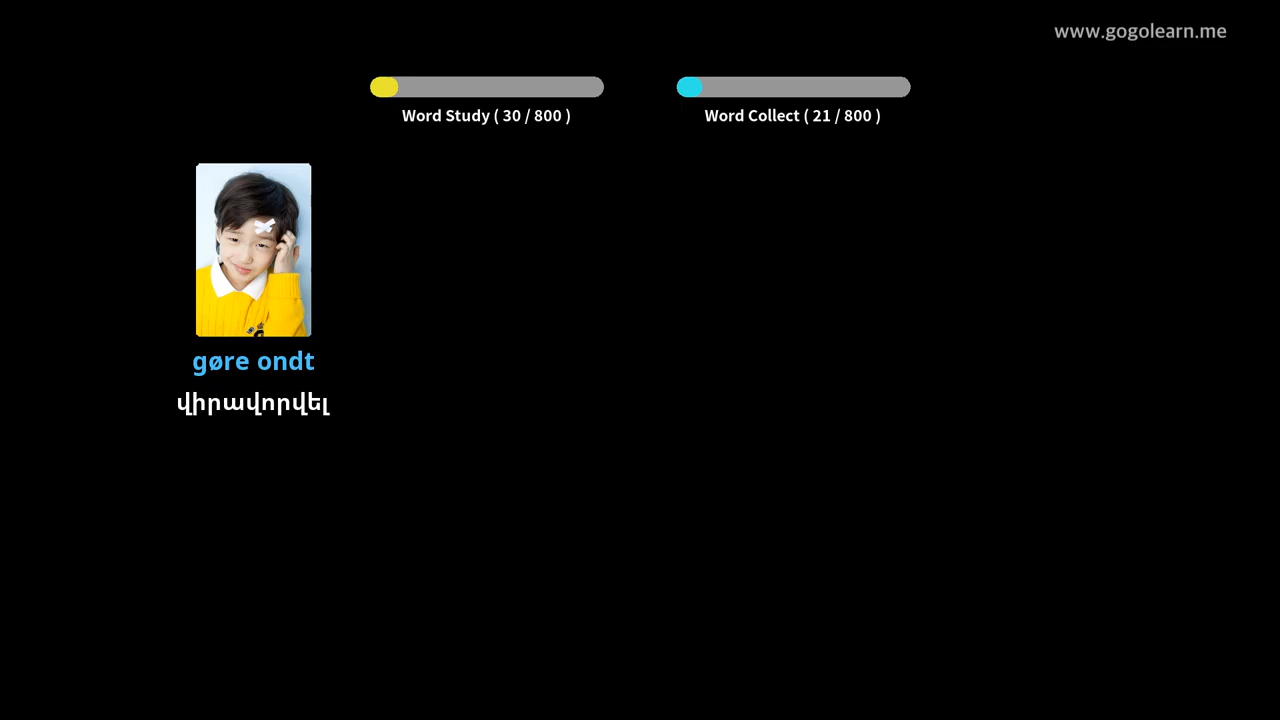 www.gogolearn.me
Word Study ( 30 / 800 )
Word Collect ( 21 / 800 )
gøre ondt
վիրավորվել